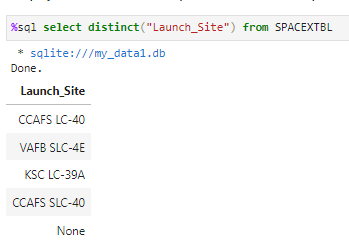 %sql select distinct("Launch_Site") from SPACEXTBL
* sqlite:///my_data1.db
Done.
Launch_Site
CCAFS LC-40
VAFB SLC-4E
KSC LC-39A
CCAFS SLC-40
None